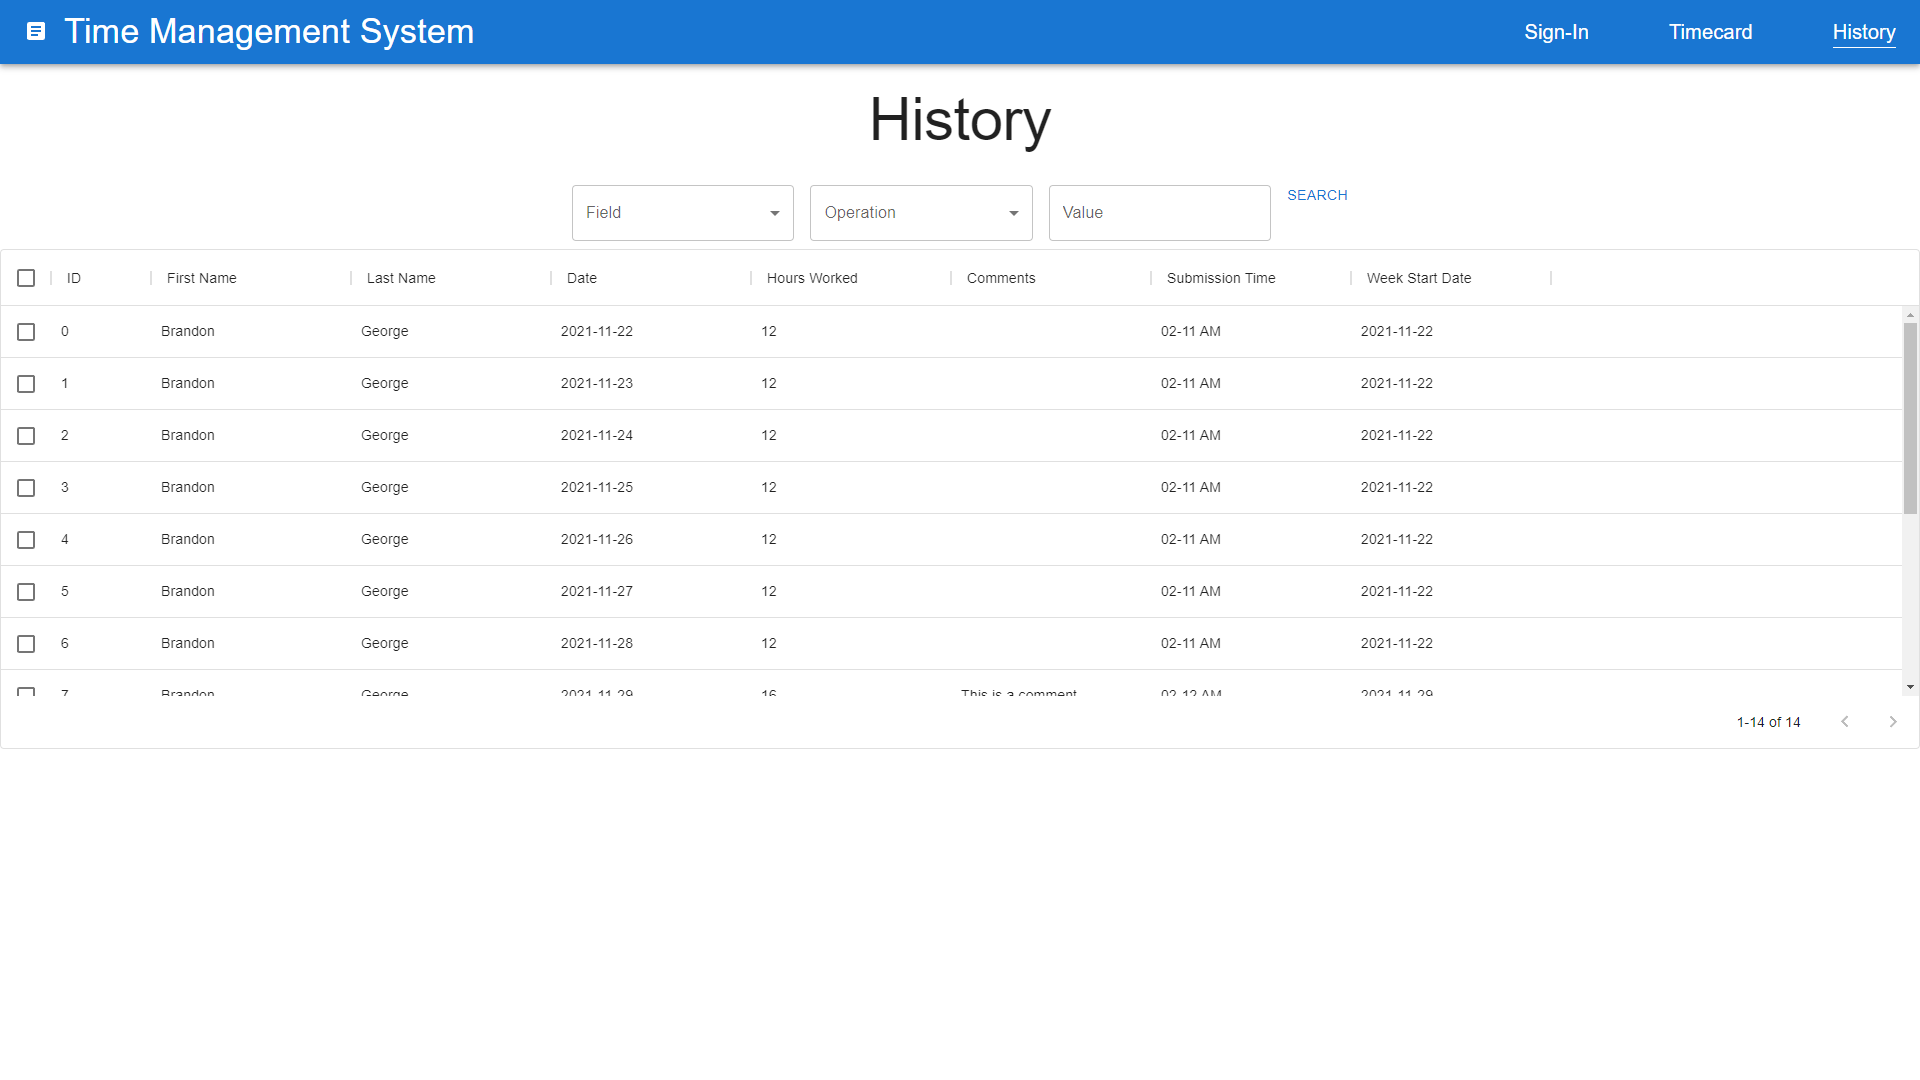 Time Management System Sign-In Timecard History
History
Field Operation Value SEARCH
ID First Name Last Name Date Hours Worked Comments Submission Time Week Start Date
0 Brandon George 2021-11-22 12 02-11 AM 2021-11-22
1 Brandon George 2021-11-23 12 02-11 AM 2021-11-22
2 Brandon George 2021-11-24 12 02-11 AM 2021-11-22
3 Brandon George 2021-11-25 12 02-11 AM 2021-11-22
4 Brandon George 2021-11-26 12 02-11 AM 2021-11-22
5 Brandon George 2021-11-27 12 02-11 AM 2021-11-22
6 Brandon George 2021-11-28 12 02-11 AM 2021-11-22
7 Brandon George 2021-11-29 16 This is a comment 02-12 AM 2021-11-29
1-14 of 14